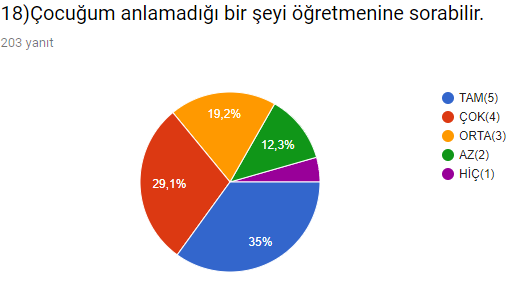 18)Çocuğum anlamadığı bir şeyi öğretmenine sorabilir.
203 yanıt
TAM(5)
ÇOK(4)
ORTA(3)
AZ(2)
HİÇ(1)
19,2%
12,3%
29,1%
35%